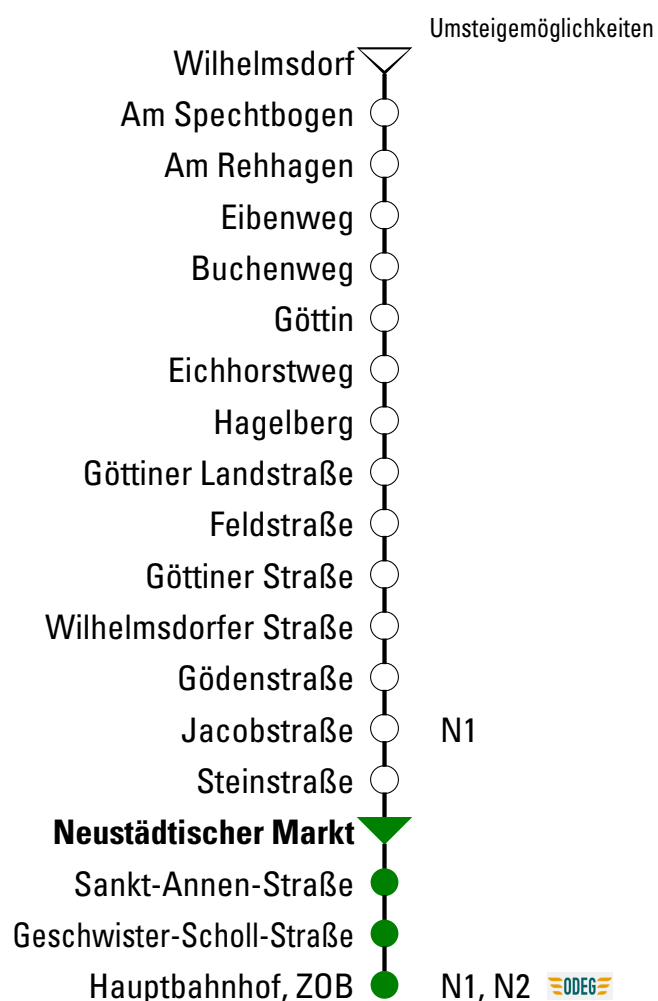 Umsteigemöglichkeiten
Wilhelmsdorf
Am Spechtbogen
Am Rehhagen
Eibenweg
Buchenweg
Göttin
Eichhorstweg
Hagelberg
Göttiner Landstraße
Feldstraße
Göttiner Straße
Wilhelmsdorfer Straße
Gödenstraße
Jacobstraße N1
Steinstraße
Neustädtischer Markt
Sankt-Annen-Straße
Geschwister-Scholl-Straße
Hauptbahnhof, ZOB N1, N2 ODEG